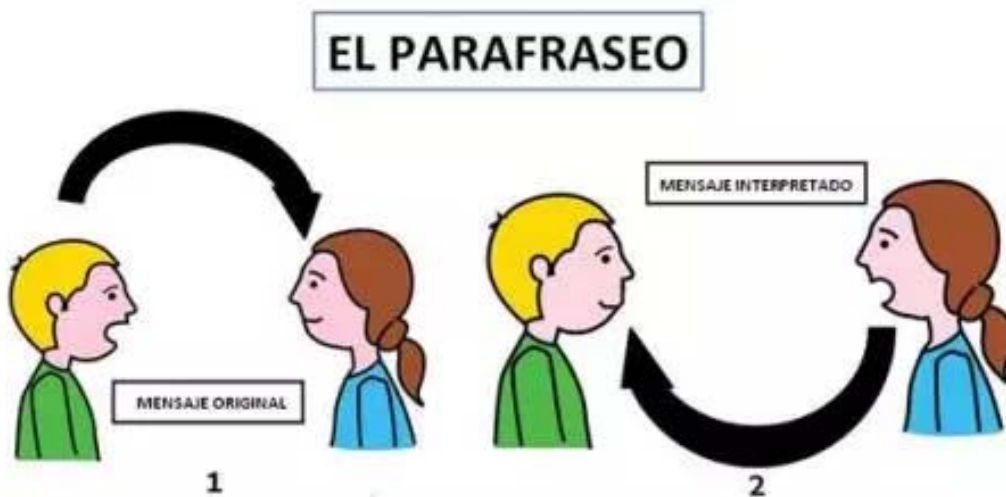 EL PARAFRASEO
MENSAJE INTERPRETADO
MENSAJE ORIGINAL
1
2